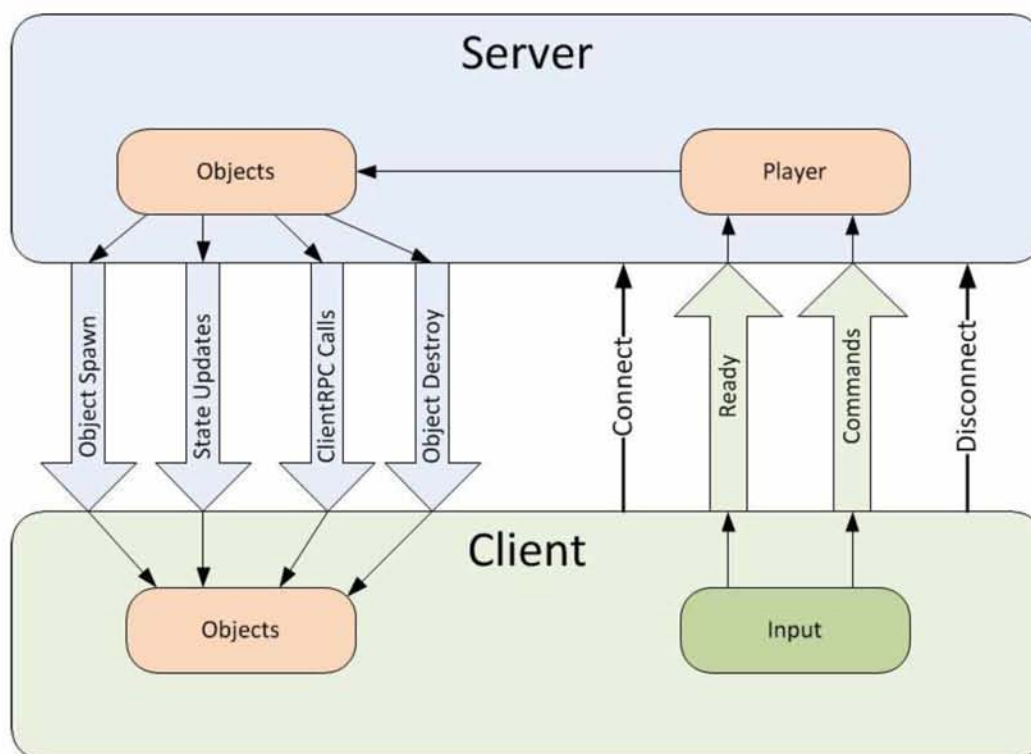 Server
Objects
Player
Object Spawn
State Updates
ClientRPC Calls
Object Destroy
Connect
Ready
Commands
Disconnect
Client
Objects
Input